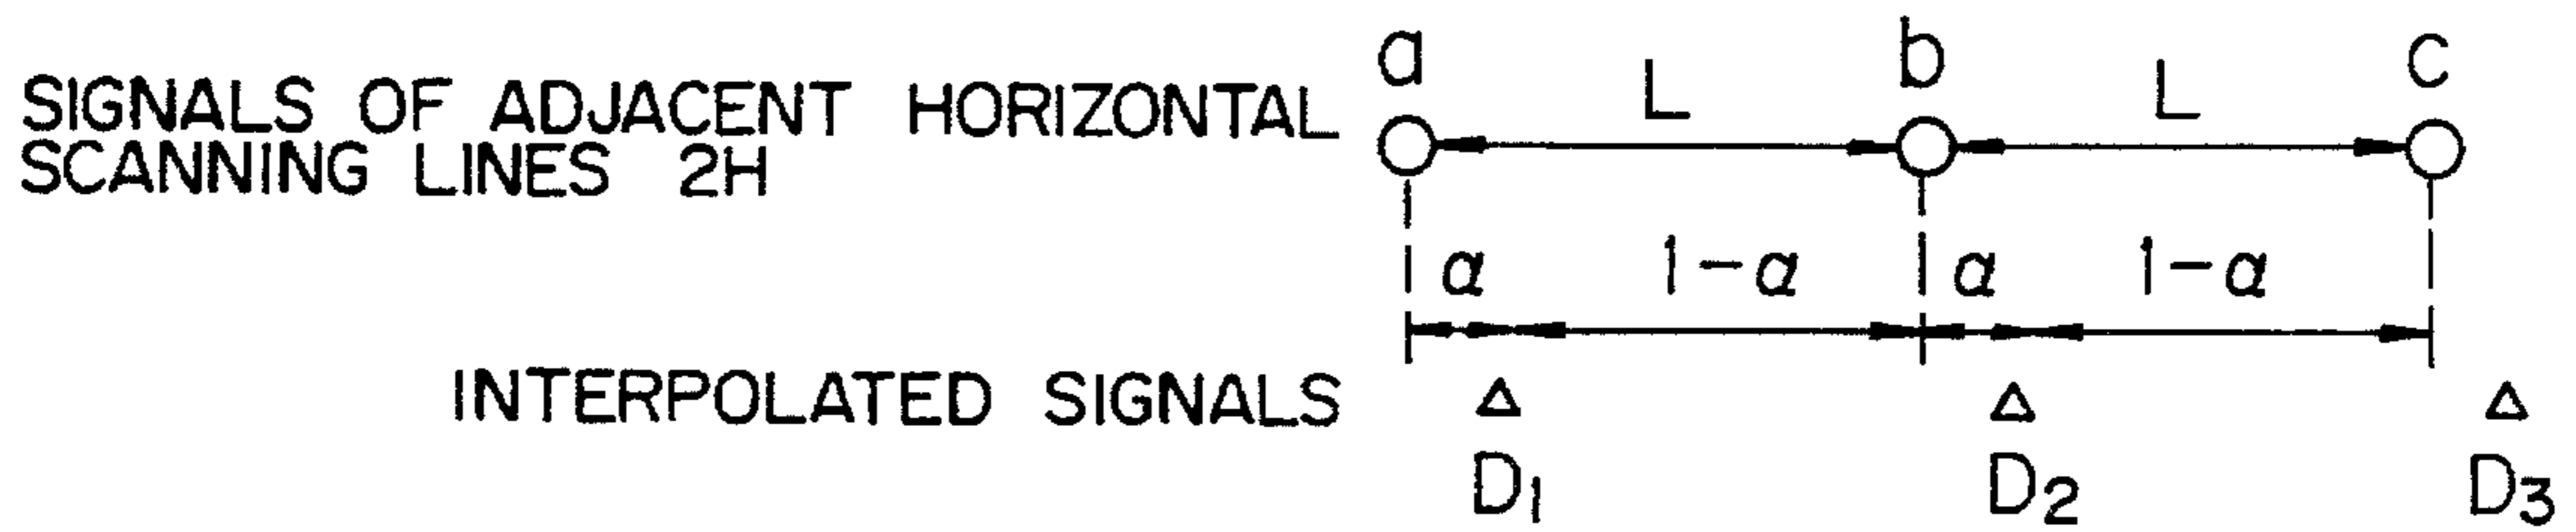 a L b L c
SIGNALS OF ADJACENT HORIZONTAL
SCANNING LINES 2H
α 1-α α 1-α
INTERPOLATED SIGNALS
D1 D2 D3